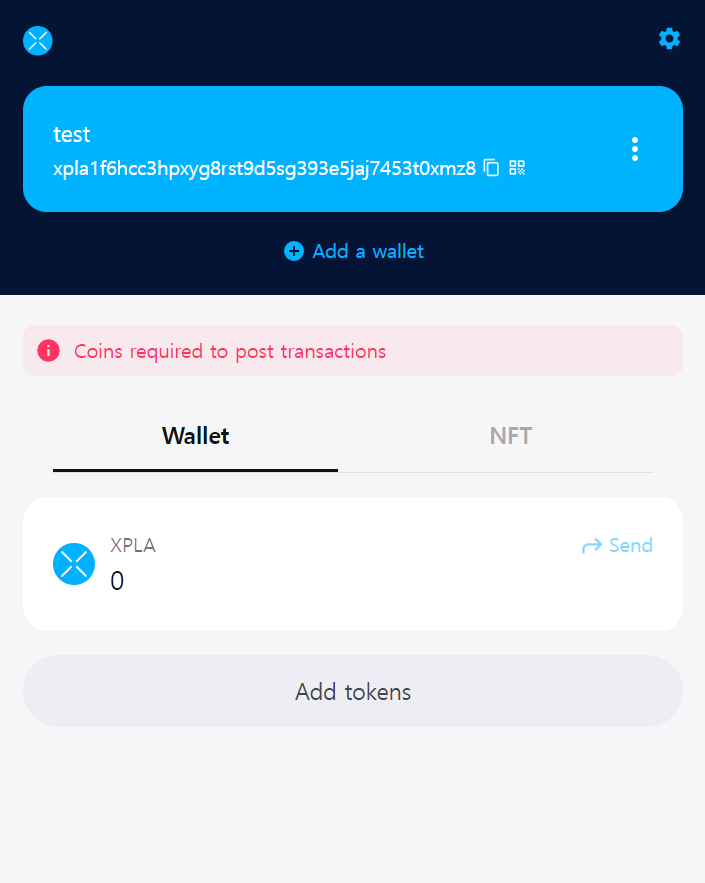 test
xpla1f6hcc3hpxyg8rst9d5sg393e5jaj7453t0xmz8
Add a wallet
Coins required to post transactions
Wallet
NFT
XPLA
Send
0
Add tokens